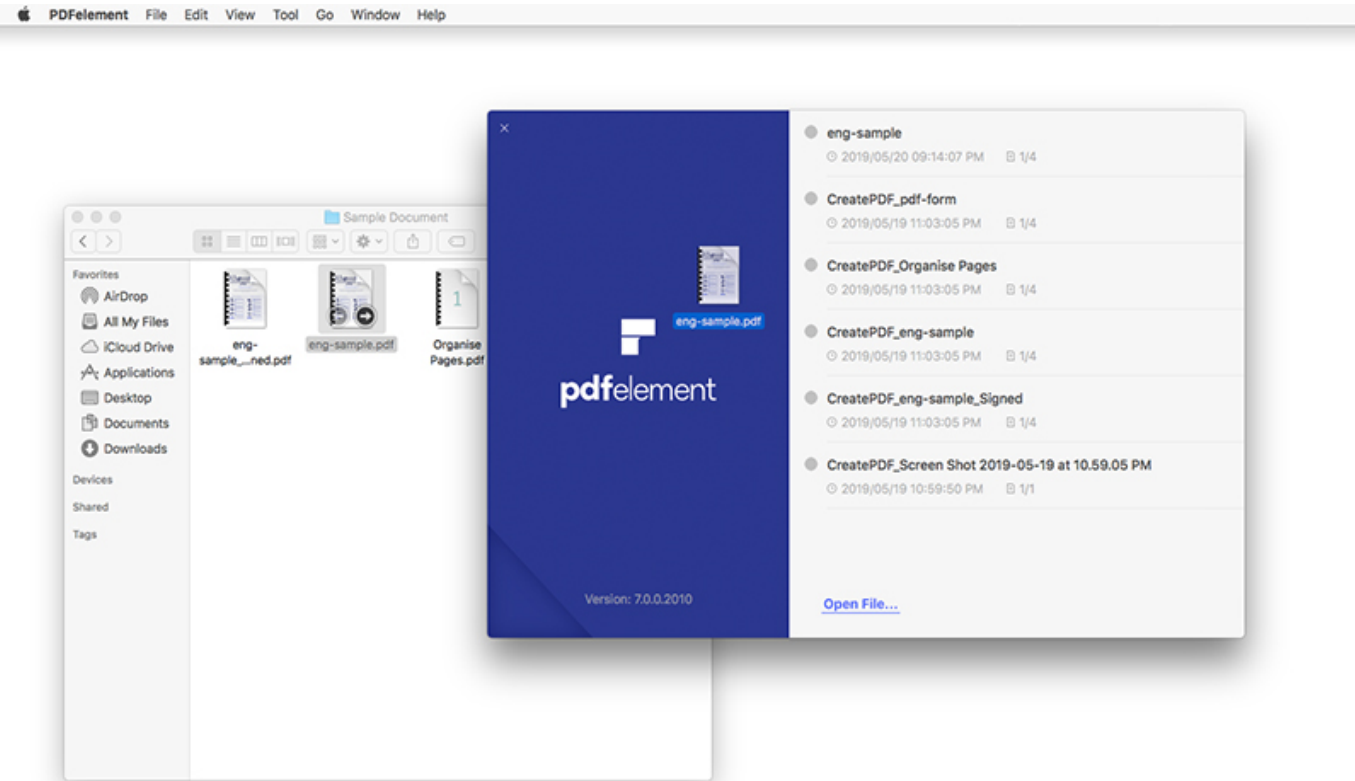 PDFelement File Edit View Tool Go Window Help
Sample Document
Favorites
AirDrop
All My Files
iCloud Drive
Applications
Desktop
Documents
Downloads
Devices
Shared
Tags
eng-
sample_...ned.pdf
eng-sample.pdf
1
Organise
Pages.pdf
eng-sample.pdf
pdfelement
Version: 7.0.0.2010
eng-sample
2019/05/20 09:14:07 PM 1/4
CreatePDF_pdf-form
2019/05/19 11:03:05 PM 1/4
CreatePDF_Organise Pages
2019/05/19 11:03:05 PM 1/4
CreatePDF_eng-sample
2019/05/19 11:03:05 PM 1/4
CreatePDF_eng-sample_Signed
2019/05/19 11:03:05 PM 1/4
CreatePDF_Screen Shot 2019-05-19 at 10.59.05 PM
2019/05/19 10:59:50 PM 1/1
Open File...